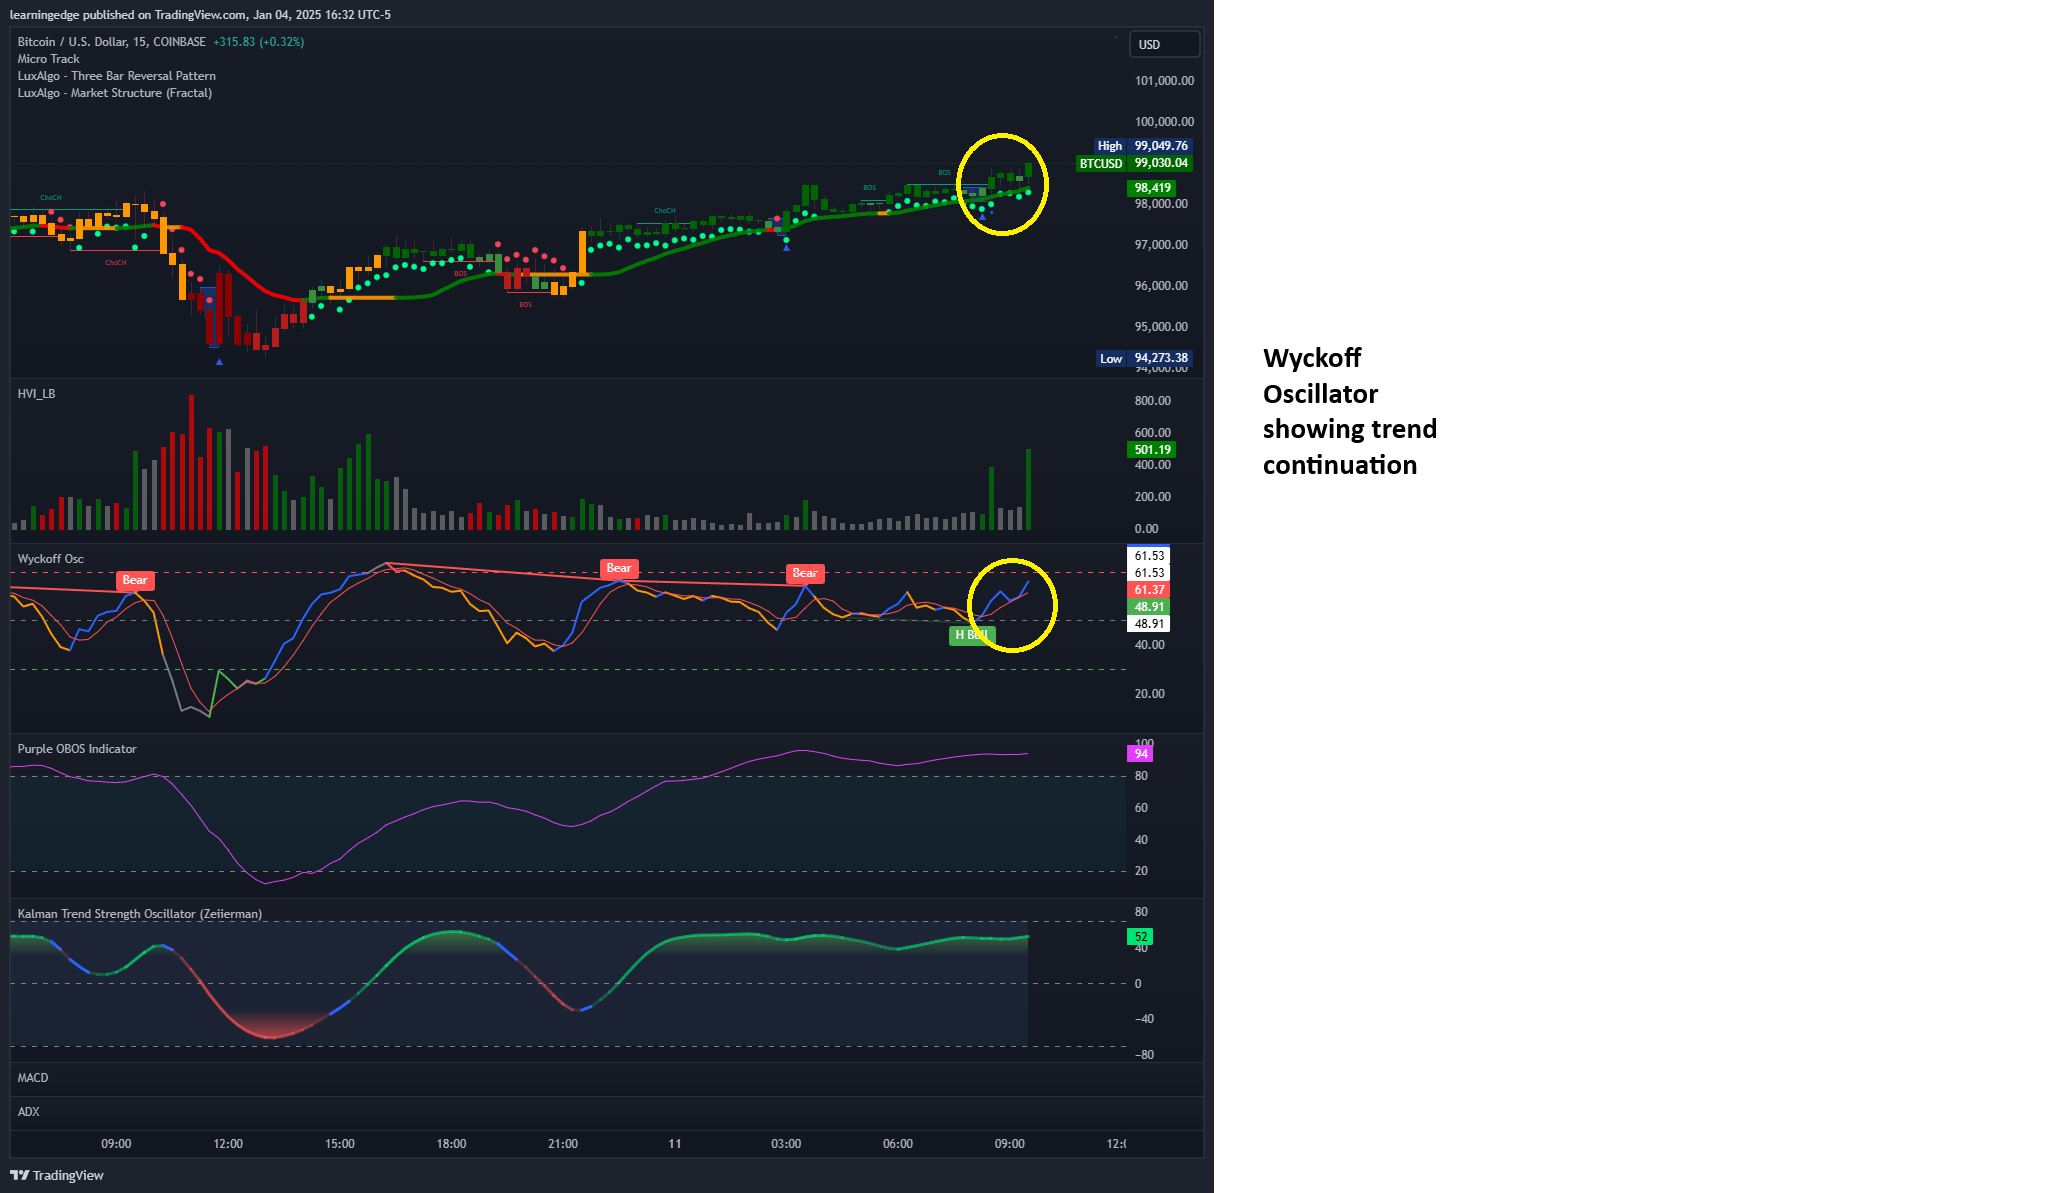 learningedge published on TradingView.com, Jan 04, 2025 16:32 UTC-5
Bitcoin / U.S. Dollar, 15, COINBASE +315.83 (+0.32%)
Micro Track
LuxAlgo - Three Bar Reversal Pattern
LuxAlgo - Market Structure (Fractal)
USD
101,000.00
100,000.00
High 99,049.76
BTCUSD 99,030.04
98,419
98,000.00
97,000.00
96,000.00
95,000.00
Low 94,273.38
94,000.00
ChoCH
ChoCH
BOS
BOS
ChoCH
BOS
BOS
HVI_LB
800.00
600.00
501.19
400.00
200.00
0.00
Wyckoff Osc
Bear
Bear
Bear
H Bull
61.53
61.53
61.37
48.91
48.91
40.00
20.00
Purple OBOS Indicator
100
94
80
60
40
20
Kalman Trend Strength Oscillator (Zeiierman)
80
52
40
0
−40
−80
MACD
ADX
09:00 12:00 15:00 18:00 21:00 11 03:00 06:00 09:00
TradingView
Wyckoff
Oscillator
showing trend
continuation